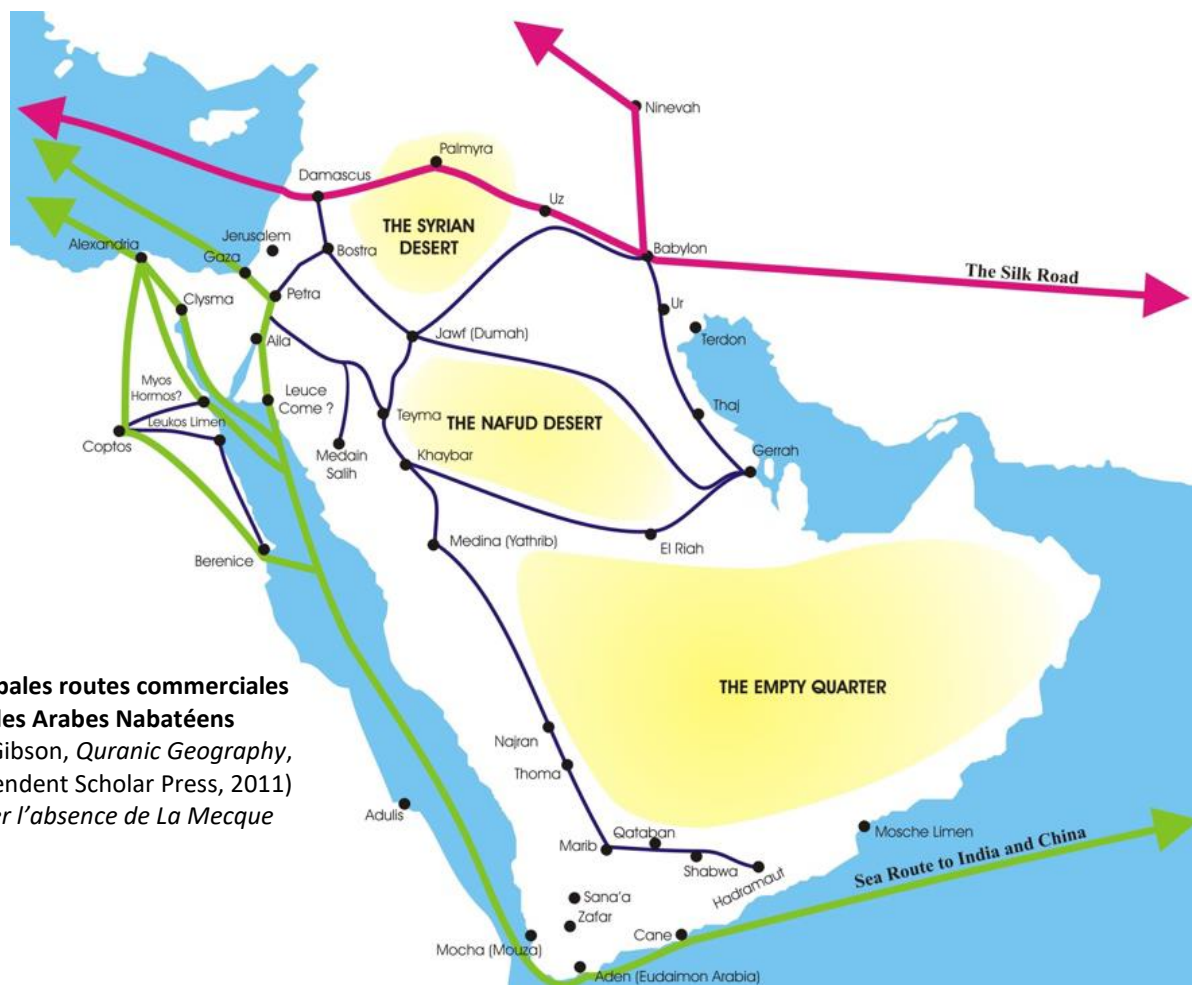 Ninevah
Palmyra
Damascus
Uz
THE SYRIAN
DESERT
Jerusalem
Alexandria
Bostra
Babylon
Gaza
The Silk Road
Petra
Clysma
Ur
Jawf (Dumah)
Terdon
Aila
Myos
Hormos?
Leuce
Come ?
Teyma
Thaj
THE NAFUD DESERT
Leukos Limen
Coptos
Medain
Salih
Khaybar
Gerrah
Medina (Yathrib)
El Riah
Berenice
THE EMPTY QUARTER
bales routes commerciales
des Arabes Nabatéens
Gibson, Quranic Geography,
endent Scholar Press, 2011)
er l'absence de La Mecque
Najran
Thoma
Adulis
Qataban
Mosche Limen
Marib
Shabwa
Hadramaut
Sea Route to India and China
Sana'a
Zafar
Cane
Mocha (Mouza)
Aden (Eudaimon Arabia)